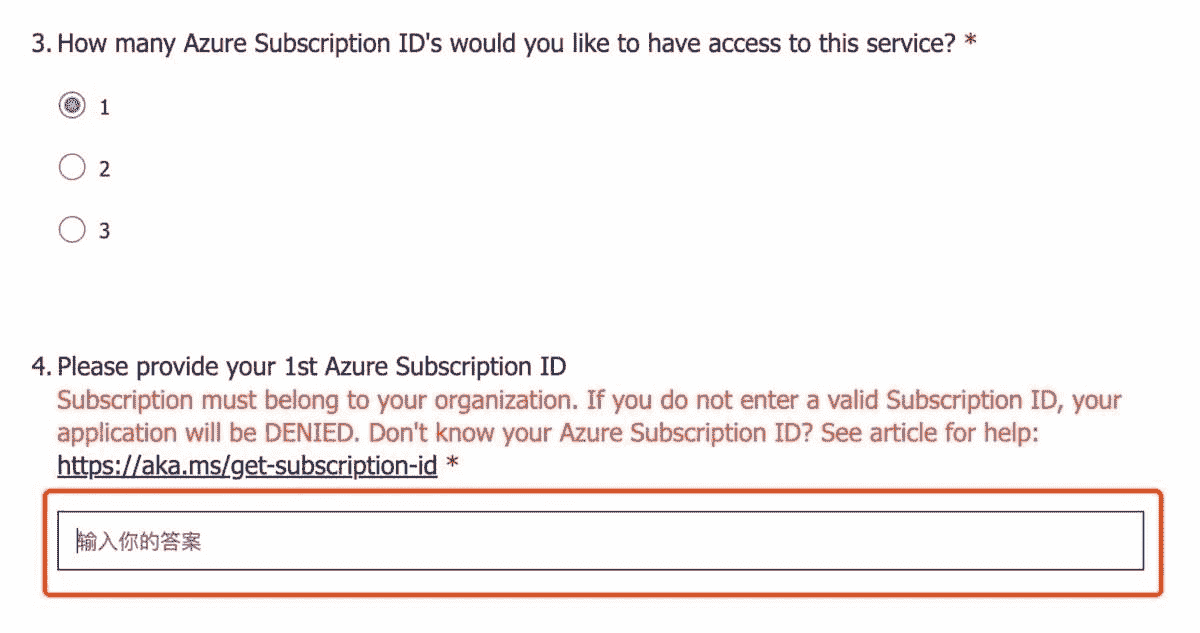 3. How many Azure Subscription ID's would you like to have access to this service? *
1
2
3
4. Please provide your 1st Azure Subscription ID
Subscription must belong to your organization. If you do not enter a valid Subscription ID, your
application will be DENIED. Don't know your Azure Subscription ID? See article for help:
https://aka.ms/get-subscription-id *
输入你的答案